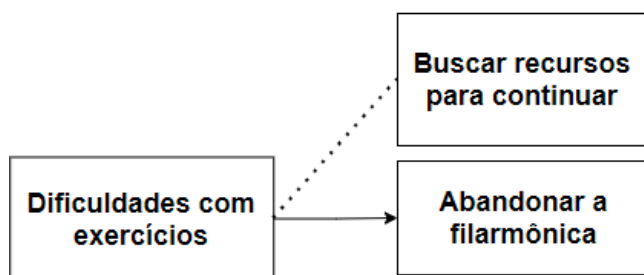 Buscar recursos
para continuar
Dificuldades com
exercícios
Abandonar a
filarmônica